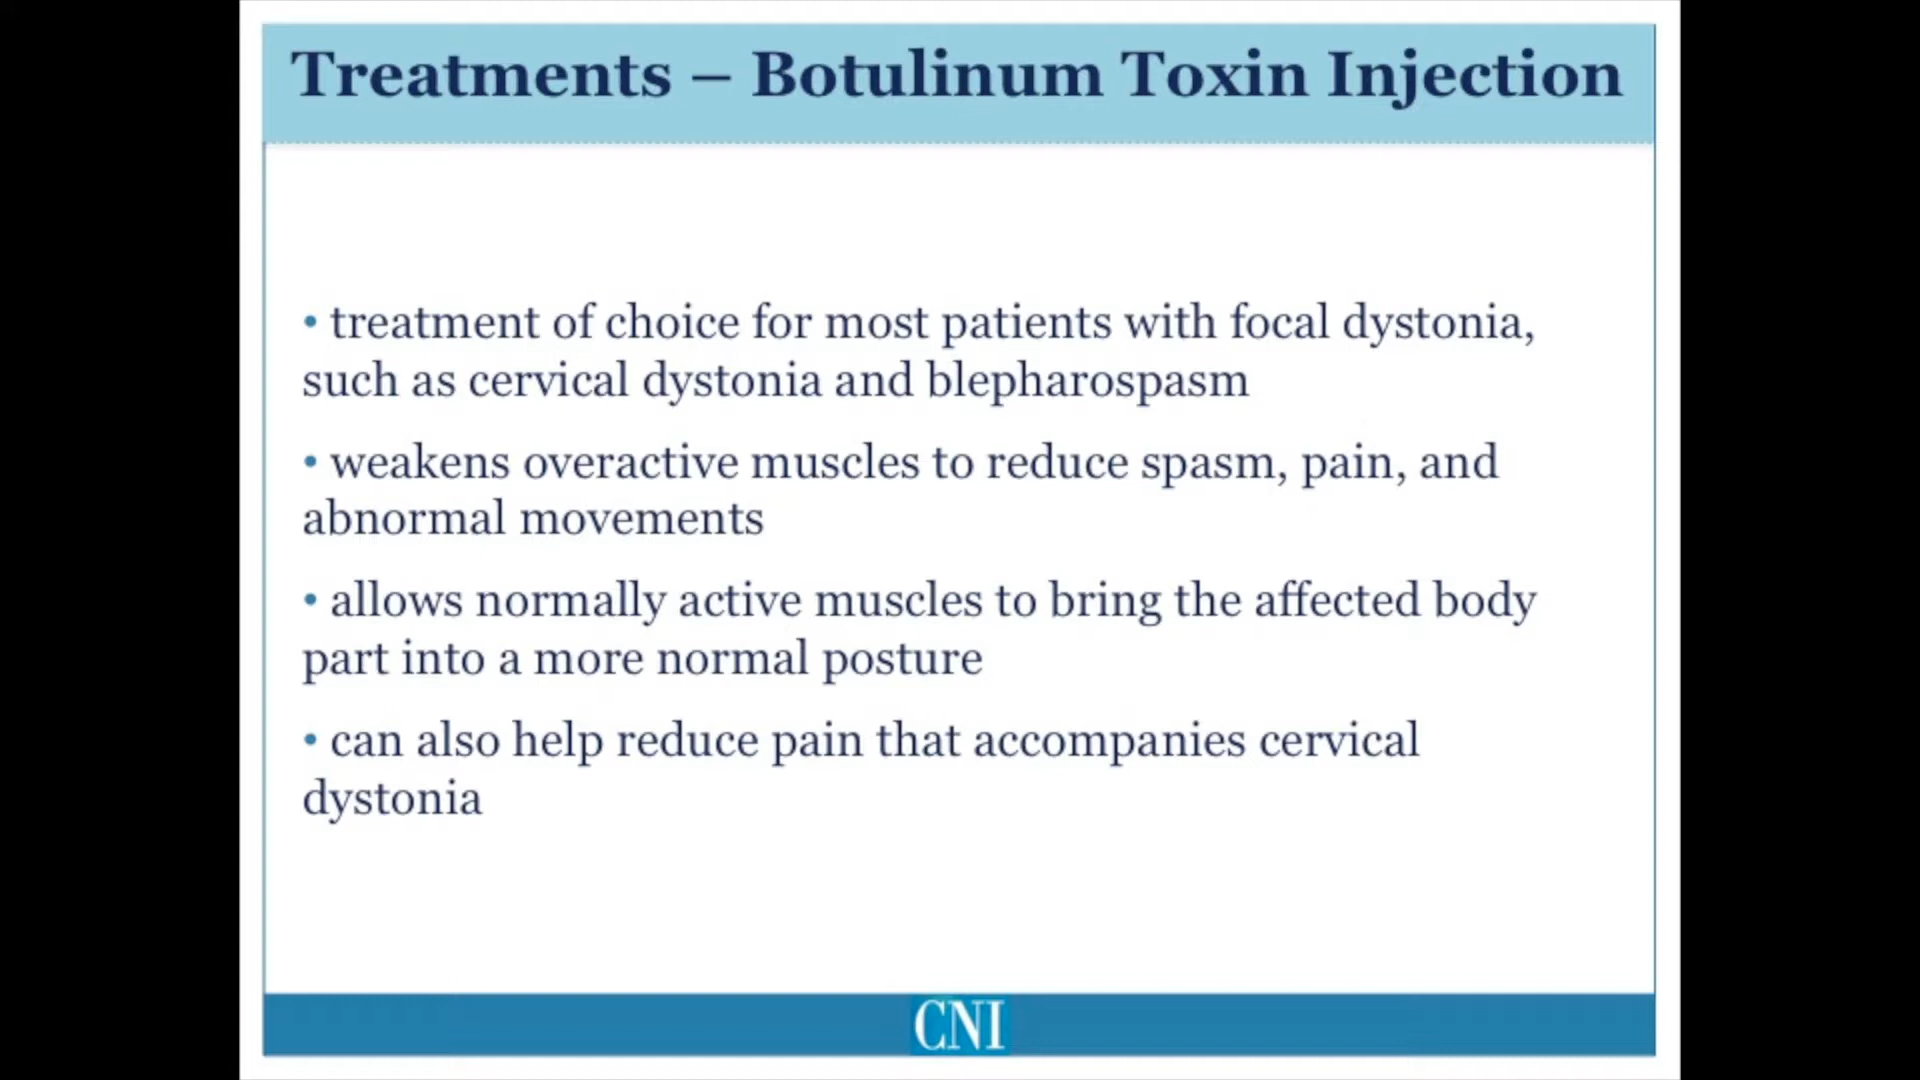 Treatments – Botulinum Toxin Injection
• treatment of choice for most patients with focal dystonia,
such as cervical dystonia and blepharospasm
• weakens overactive muscles to reduce spasm, pain, and
abnormal movements
• allows normally active muscles to bring the affected body
part into a more normal posture
• can also help reduce pain that accompanies cervical
dystonia
CNI